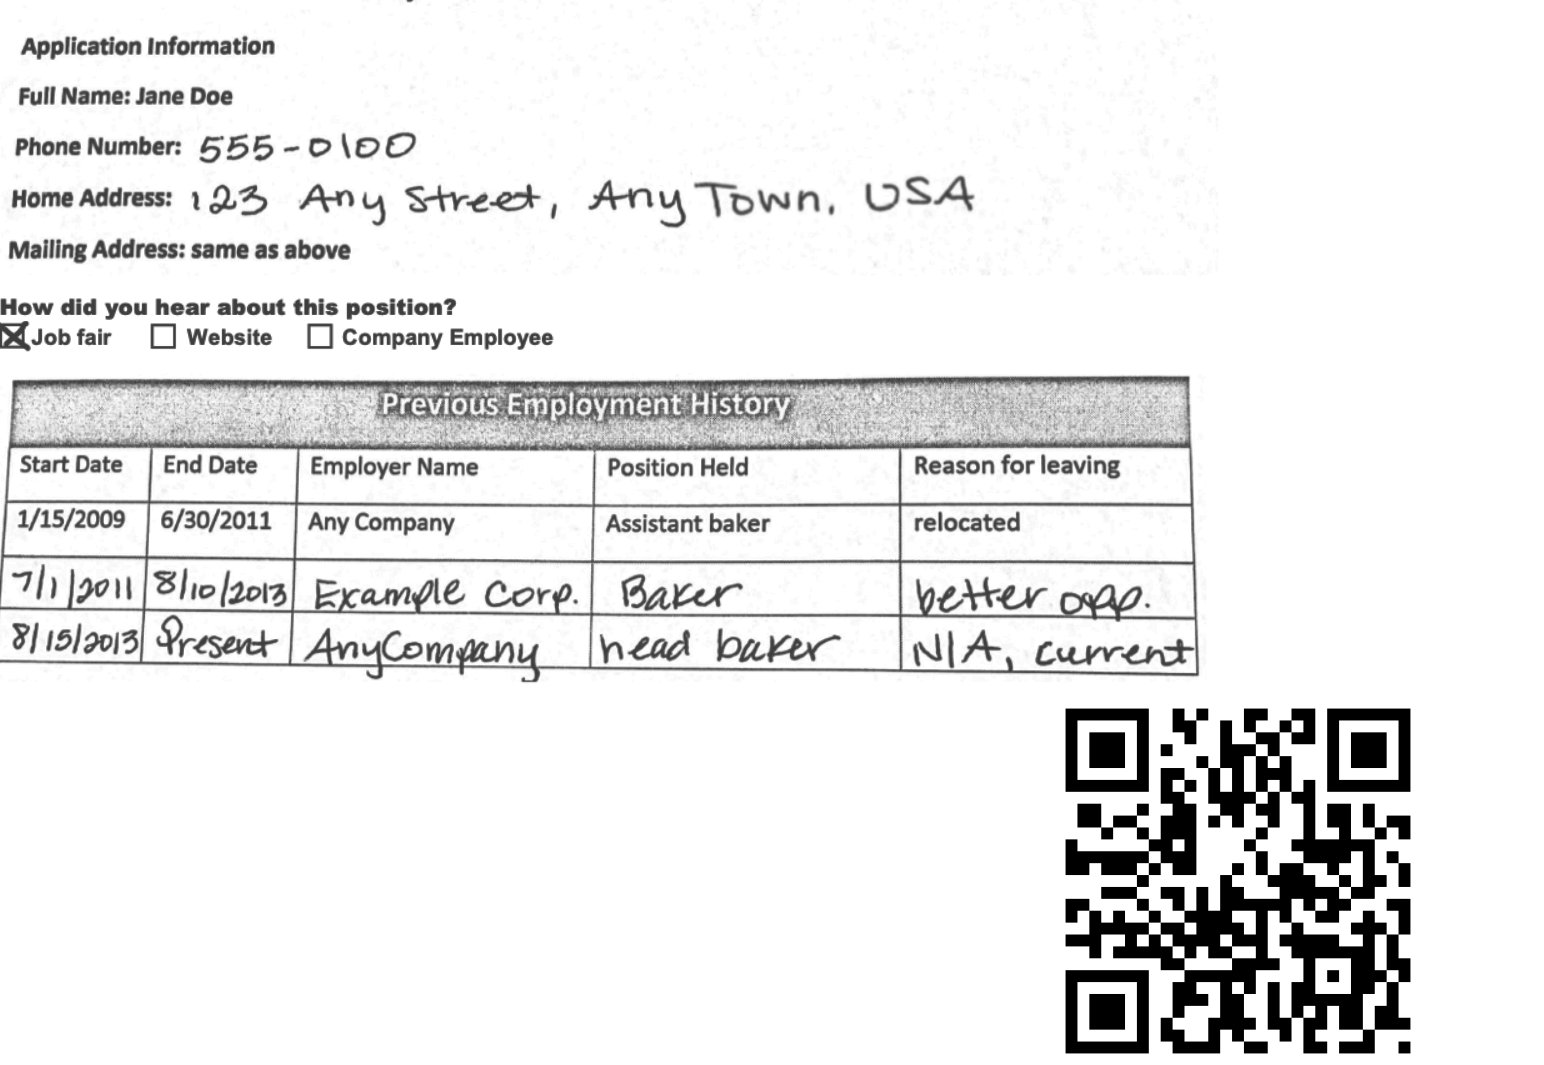 Application Information
Full Name: Jane Doe
Phone Number: 555-0100
Home Address: 123 Any Street, Any Town, USA
Mailing Address: same as above
How did you hear about this position?
Job fair Website Company Employee
Previous Employment History
Start Date End Date Employer Name Position Held Reason for leaving
1/15/2009 6/30/2011 Any Company Assistant baker relocated
7/1/2011 8/10/2013 Example Corp. Baker better opp.
8/15/2013 Present AnyCompany head baker N/A, current